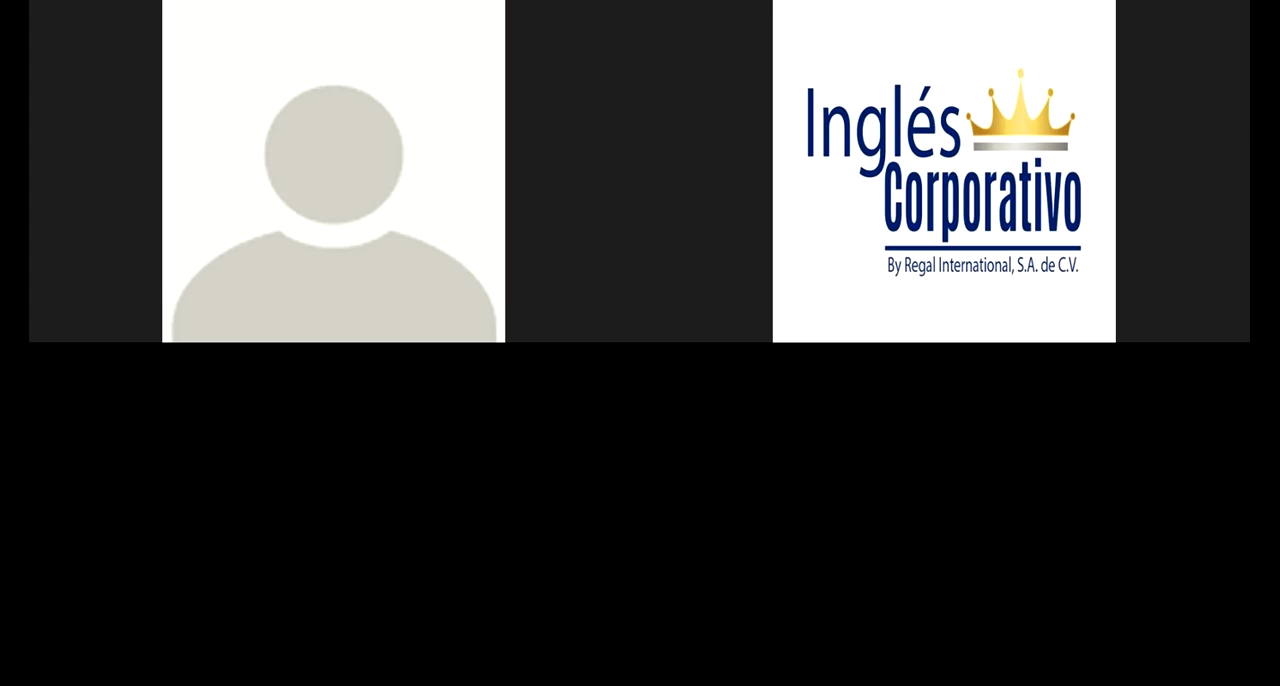 Inglés
Corporativo
By Regal International, S.A. de C.V.